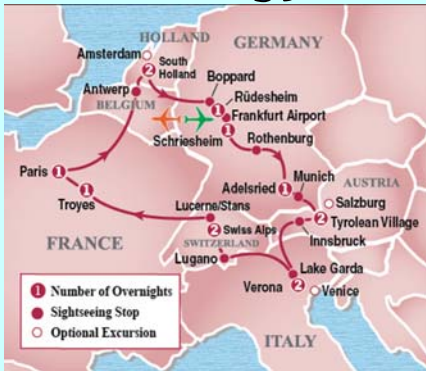 HOLLAND
GERMANY
Amsterdam
2
South
Holland
Antwerp
BELGIUM
Boppard
1
Rüdesheim
Frankfurt Airport
1
Schriesheim
Rothenburg
Paris
1
Munich
Adelsried
1
AUSTRIA
Salzburg
2
Tyrolean Village
1
Troyes
Lucerne/Stans
2
Swiss Alps
SWITZERLAND
Innsbruck
FRANCE
Lugano
Lake Garda
Verona
2
Venice
ITALY
1 Number of Overnights
Sightseeing Stop
Optional Excursion